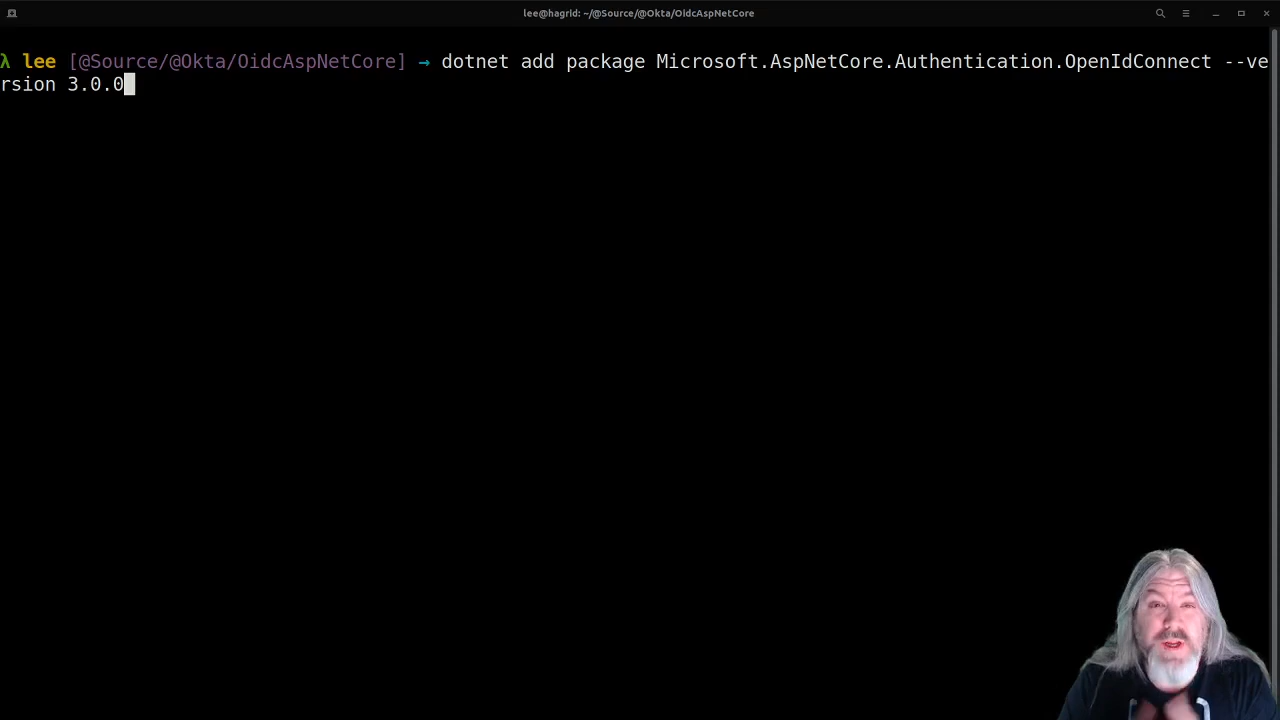 lee@hagrid: ~/@Source/@Okta/OidcAspNetCore
λ lee [@Source/@Okta/OidcAspNetCore] → dotnet add package Microsoft.AspNetCore.Authentication.OpenIdConnect --ve
rsion 3.0.0